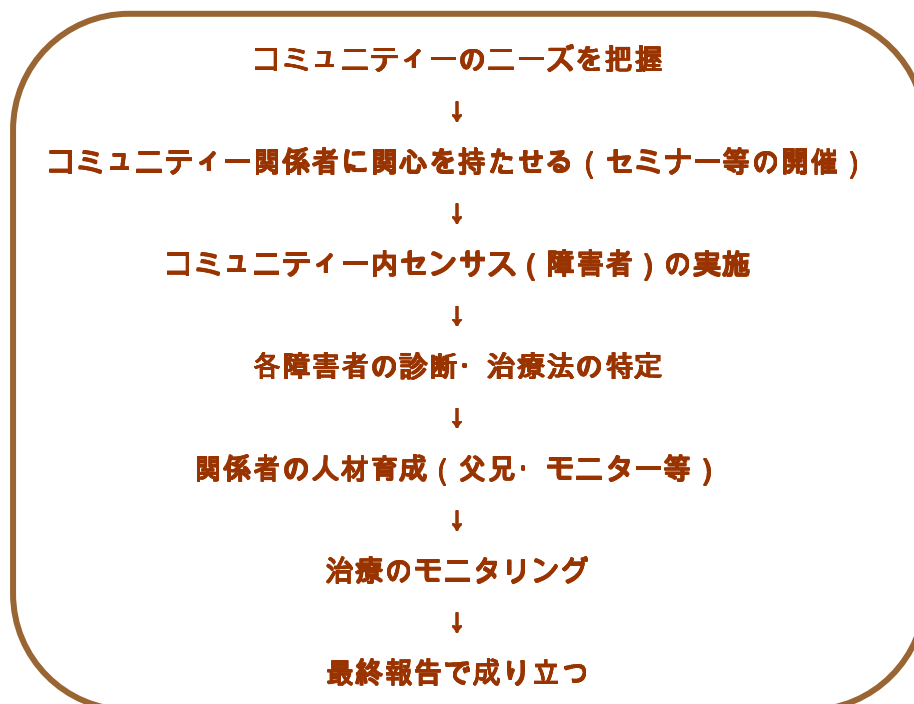 コミュニティーのニーズを把握
↓
コミュニティー関係者に関心を持たせる（セミナー等の開催）
↓
コミュニティー内センサス（障害者）の実施
↓
各障害者の診断・治療法の特定
↓
関係者の人材育成（父兄・モニター等）
↓
治療のモニタリング
↓
最終報告で成り立つ